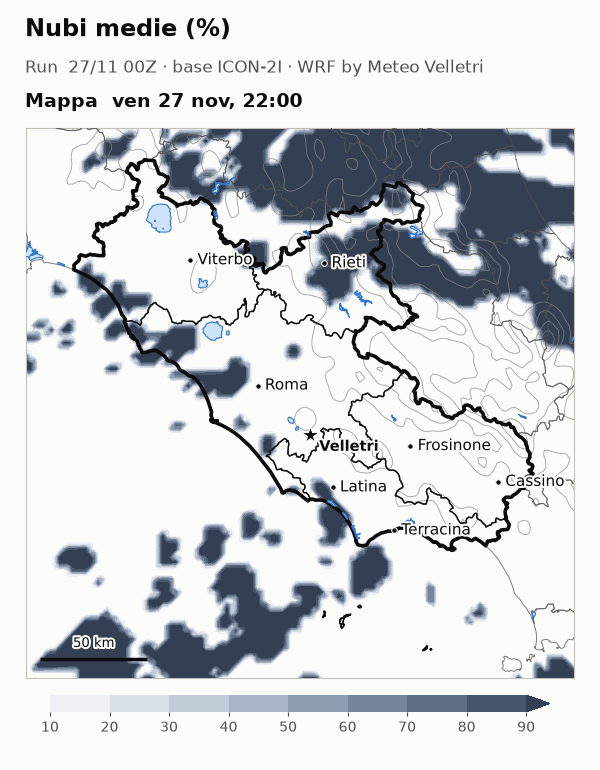 Nubi medie (%)
Run 27/11 00Z · base ICON-2I · WRF by Meteo Velletri
Mappa ven 27 nov, 22:00
Viterbo
Rieti
Roma
Velletri
Frosinone
Latina
Cassino
Terracina
50 km
10 20 30 40 50 60 70 80 90